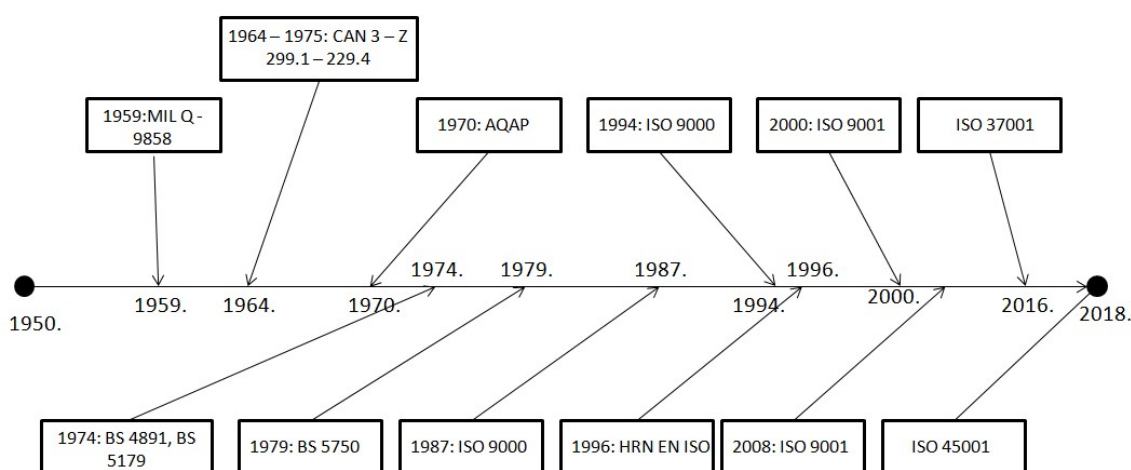 1964 – 1975: CAN 3 – Z
299.1 – 229.4
1959:MIL Q -
9858
1970: AQAP
1994: ISO 9000
2000: ISO 9001
ISO 37001
1974.
1979.
1987.
1996.
1950.
1959.
1964.
1970.
1994.
2000.
2016.
2018.
1974: BS 4891, BS
5179
1979: BS 5750
1987: ISO 9000
1996: HRN EN ISO
2008: ISO 9001
ISO 45001